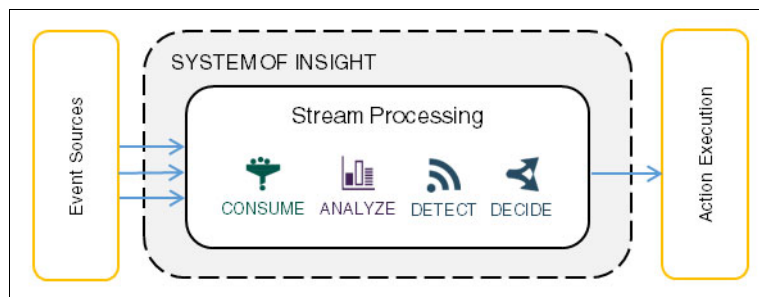 Event Sources
SYSTEM OF INSIGHT
Stream Processing
CONSUME
ANALYZE
DETECT
DECIDE
Action Execution